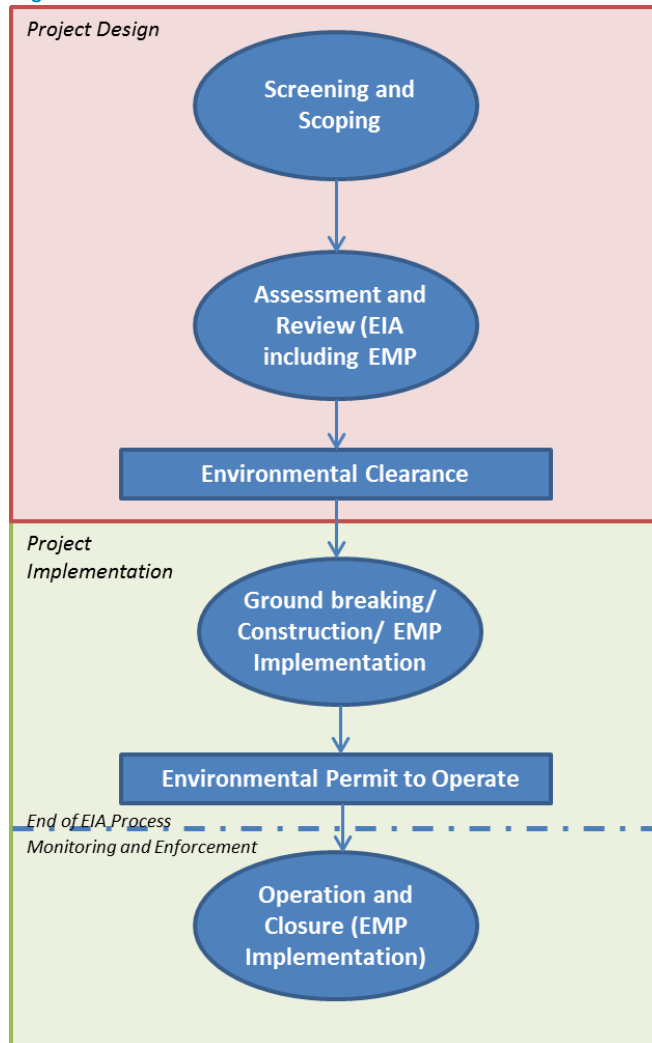 Project Design
Screening and
Scoping
Assessment and
Review (EIA
including EMP
Environmental Clearance
Project
Implementation
Ground breaking/
Construction/ EMP
Implementation
Environmental Permit to Operate
End of EIA Process
Monitoring and Enforcement
Operation and
Closure (EMP
Implementation)